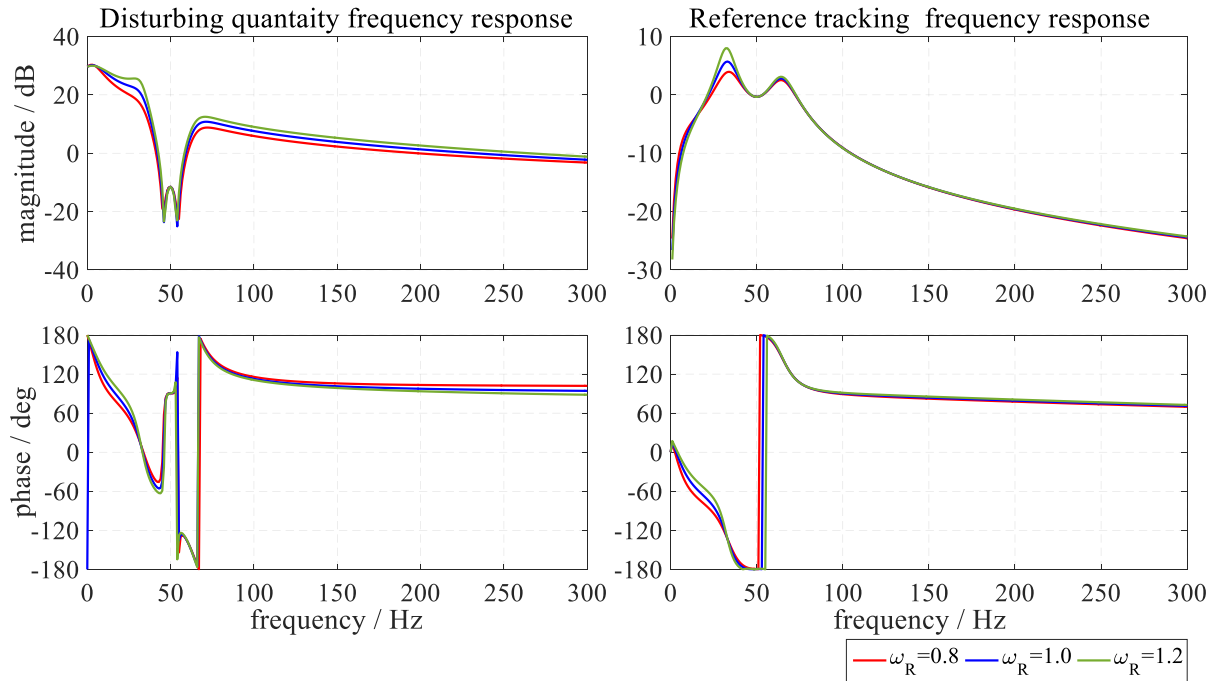 Disturbing quantaity frequency response
Reference tracking  frequency response
magnitude / dB
40
20
0
-20
-40
0 50 100 150 200 250 300
10
0
-10
-20
-30
0 50 100 150 200 250 300
phase / deg
180
120
60
0
-60
-120
-180
0 50 100 150 200 250 300
frequency / Hz
180
120
60
0
-60
-120
-180
0 50 100 150 200 250 300
frequency / Hz
ω_R=0.8 ω_R=1.0 ω_R=1.2